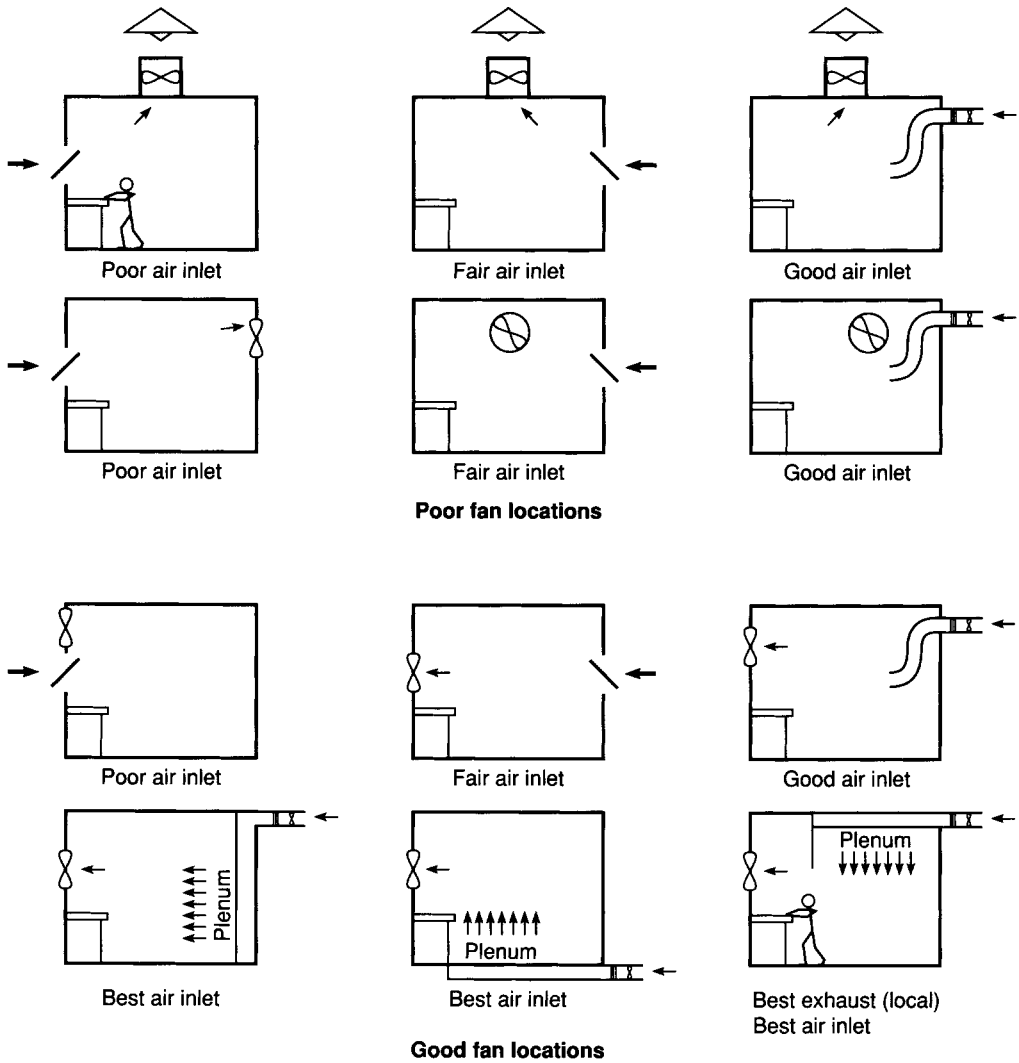 Poor air inlet
Fair air inlet
Good air inlet
Poor air inlet
Fair air inlet
Good air inlet
Poor fan locations
Poor air inlet
Fair air inlet
Good air inlet
Plenum
Plenum
Plenum
Best air inlet
Best air inlet
Best exhaust (local)
Best air inlet
Good fan locations